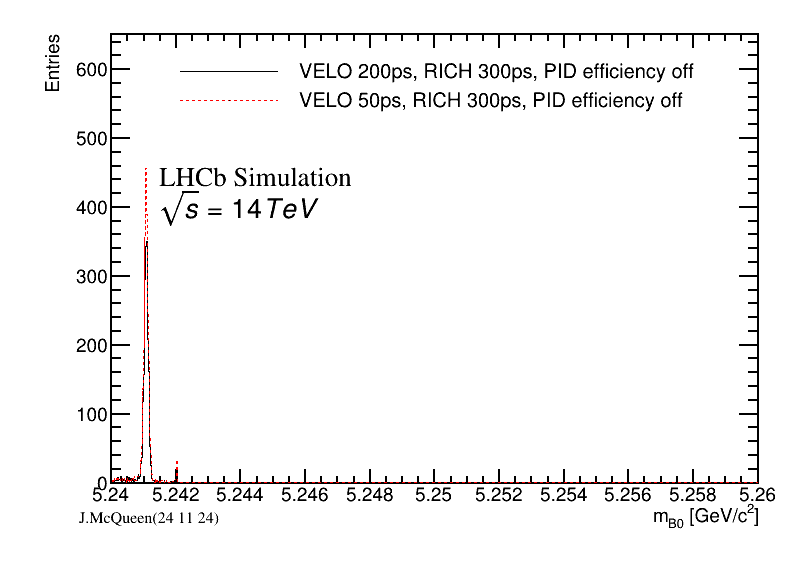 Entries
600
500
400
300
200
100
0
VELO 200ps, RICH 300ps, PID efficiency off
VELO 50ps, RICH 300ps, PID efficiency off
LHCb Simulation
√s = 14TeV
5.24 5.242 5.244 5.246 5.248 5.25 5.252 5.254 5.256 5.258 5.26
m_B0 [GeV/c²]
J.McQueen(24 11 24)